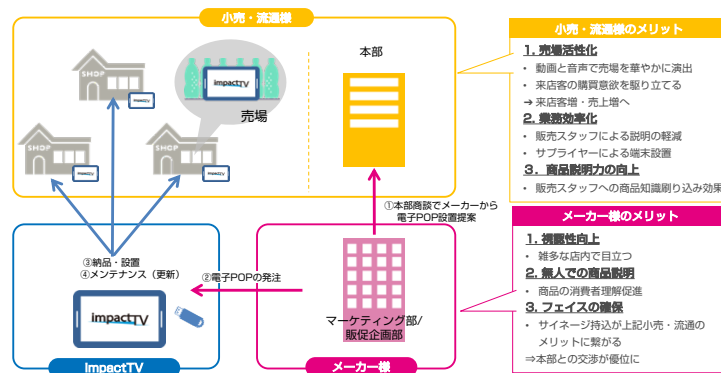 小売・流通様
本部
SHOP
impactTV
impactTV
売場
SHOP
impactTV
SHOP
impactTV
①本部商談でメーカーから
電子POP設置提案
③納品・設置
④メンテナンス（更新）
②電子POPの発注
impactTV
マーケティング部/
販促企画部
ImpactTV
メーカー様
小売・流通様のメリット
1. 売場活性化
• 動画と音声で売場を華やかに演出
• 来店客の購買意欲を駆り立てる
➔ 来店客増・売上増へ
2. 業務効率化
• 販売スタッフによる説明の軽減
• サプライヤーによる端末設置
3. 商品説明力の向上
• 販売スタッフへの商品知識刷り込み効果
メーカー様のメリット
1. 視認性向上
• 雑多な店内で目立つ
2. 無人での商品説明
• 商品の消費者理解促進
3. フェイスの確保
• サイネージ持込が上記小売・流通の
メリットに繋がる
⇒本部との交渉が優位に